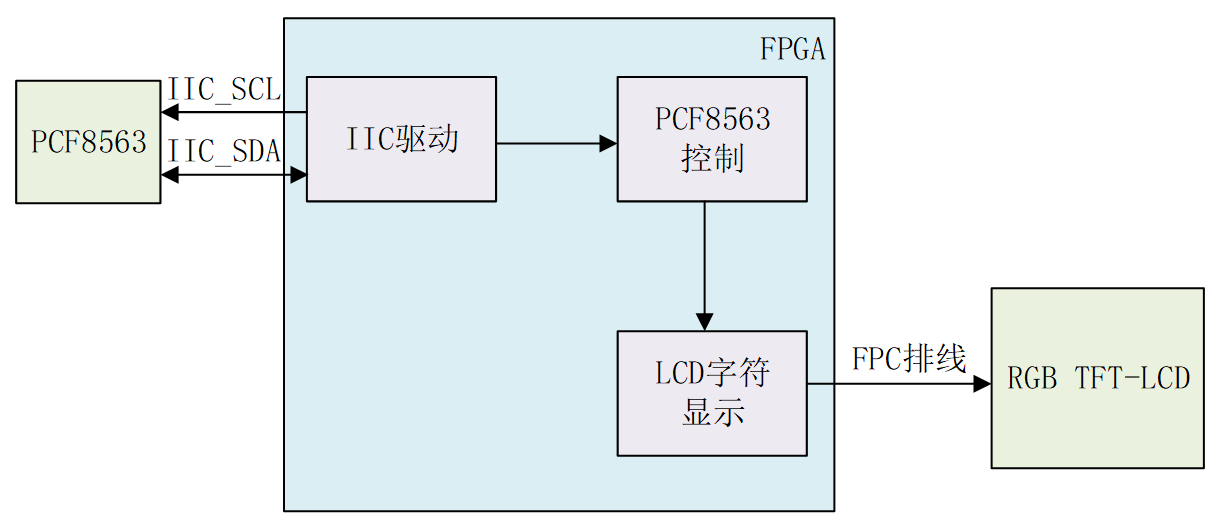 FPGA
IIC_SCL
PCF8563
IIC_SDA
IIC驱动
PCF8563
控制
LCD字符
显示
FPC排线
RGB TFT-LCD